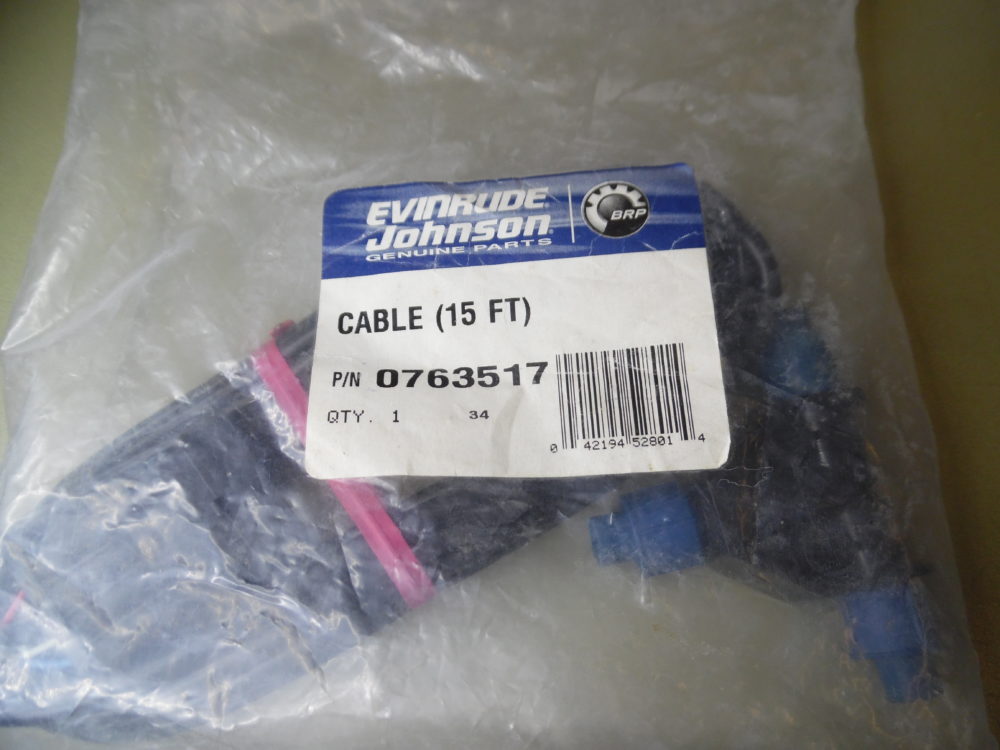 EVINRUDE
Johnson
GENUINE PARTS
BRP
CABLE (15 FT)
P/N 0763517
QTY. 1 34
0 42194 52801 4